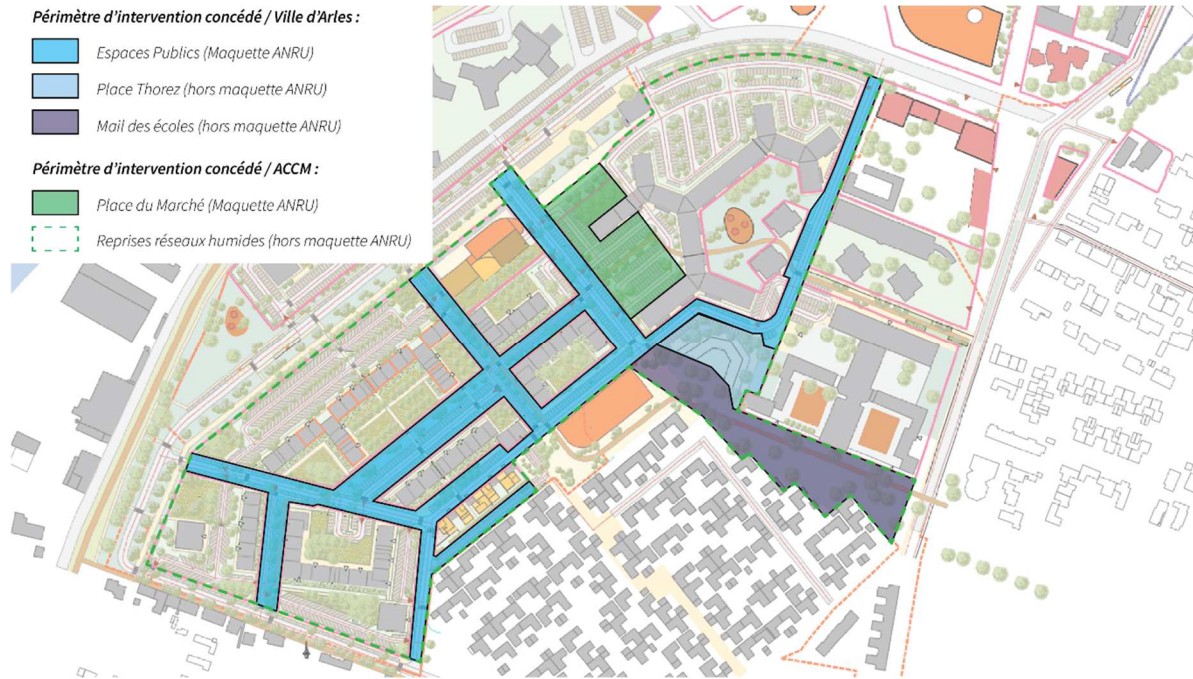 Périmètre d'intervention concédé / Ville d'Arles :
Espaces Publics (Maquette ANRU)
Place Thorez (hors maquette ANRU)
Mail des écoles (hors maquette ANRU)
Périmètre d'intervention concédé / ACCM :
Place du Marché (Maquette ANRU)
Reprises réseaux humides (hors maquette ANRU)